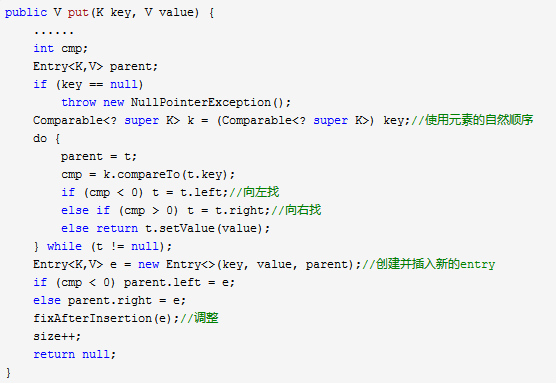 public V put(K key, V value) {
    ......
    int cmp;
    Entry<K,V> parent;
    if (key == null)
        throw new NullPointerException();
    Comparable<? super K> k = (Comparable<? super K>) key;//使用元素的自然顺序
    do {
        parent = t;
        cmp = k.compareTo(t.key);
        if (cmp < 0) t = t.left;//向左找
        else if (cmp > 0) t = t.right;//向右找
        else return t.setValue(value);
    } while (t != null);
    Entry<K,V> e = new Entry<>(key, value, parent);//创建并插入新的entry
    if (cmp < 0) parent.left = e;
    else parent.right = e;
    fixAfterInsertion(e);//调整
    size++;
    return null;
}